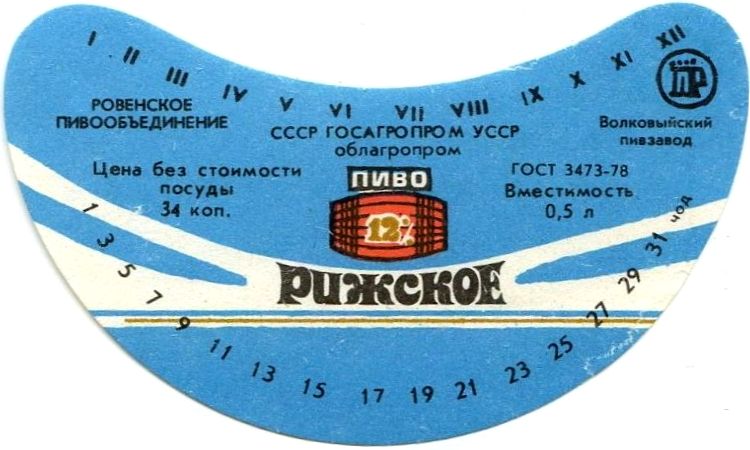 I II III IV V VI VII VIII IX X XI XII
РОВЕНСКОЕ
ПИВООБЪЕДИНЕНИЕ
СССР ГОСАГРОПРОМ УССР
облагропром
ПР
Волковыйский
пивзавод
Цена без стоимости
посуды
34 коп.
ПИВО
12%
РИЖСКОЕ
ГОСТ 3473-78
Вместимость
0,5 л
1 3 5 7 9 11 13 15 17 19 21 23 25 27 29 31 чод